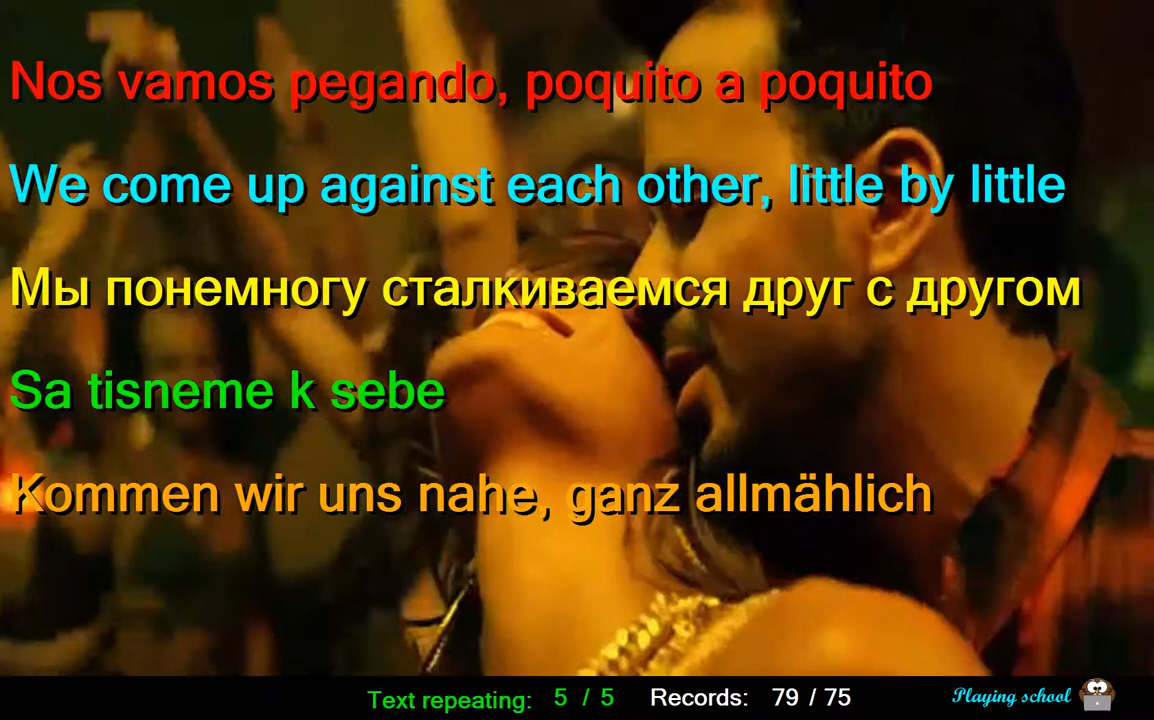 Nos vamos pegando, poquito a poquito
We come up against each other, little by little
Мы понемногу сталкиваемся друг с другом
Sa tisneme k sebe
Kommen wir uns nahe, ganz allmählich
Text repeating: 5 / 5 Records: 79 / 75 Playing school